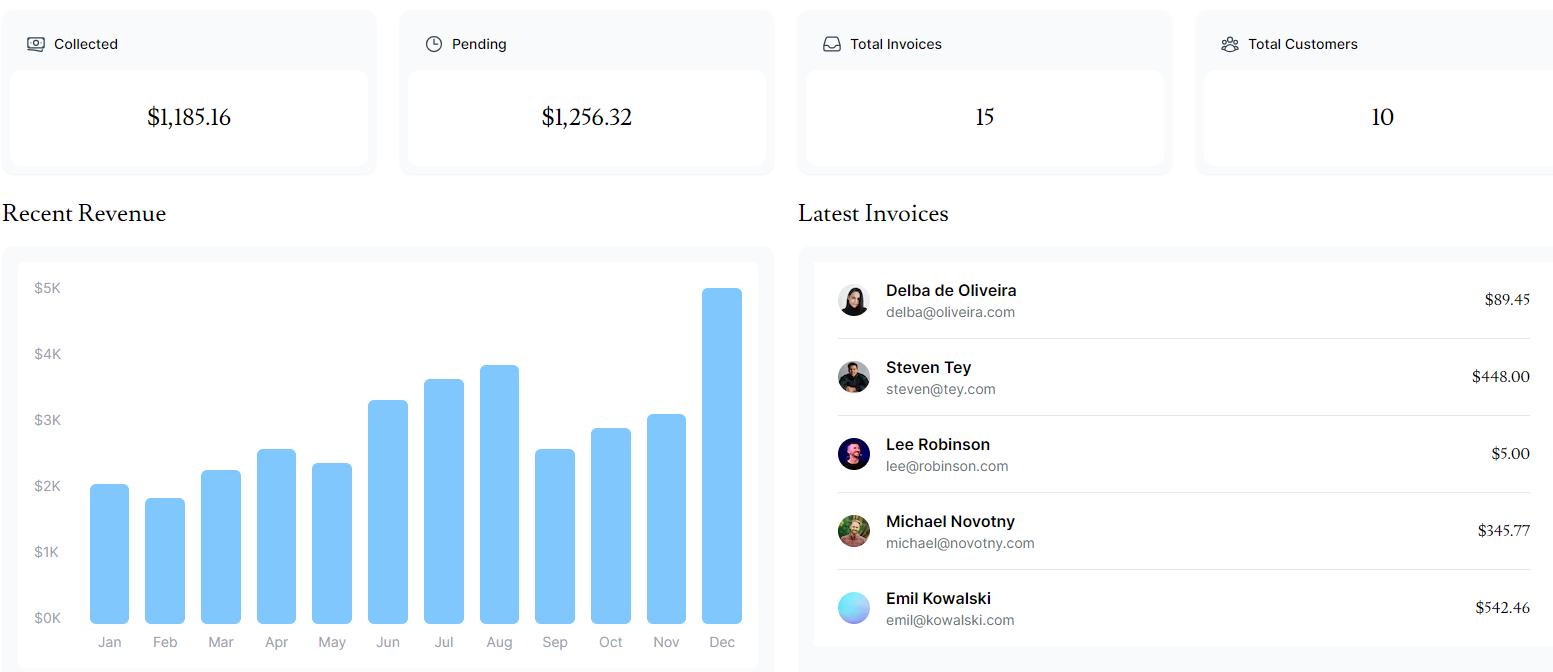 Collected
$1,185.16
Pending
$1,256.32
Total Invoices
15
Total Customers
10
Recent Revenue
$5K
$4K
$3K
$2K
$1K
$0K
Jan Feb Mar Apr May Jun Jul Aug Sep Oct Nov Dec
Latest Invoices
Delba de Oliveira
delba@oliveira.com
$89.45
Steven Tey
steven@tey.com
$448.00
Lee Robinson
lee@robinson.com
$5.00
Michael Novotny
michael@novotny.com
$345.77
Emil Kowalski
emil@kowalski.com
$542.46